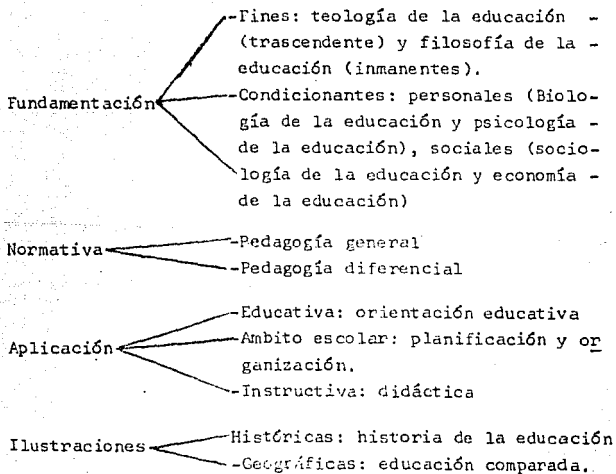 -Fines: teología de la educación -
(trascendente) y filosofía de la -
educación (inmanentes).
Fundamentación
-Condicionantes: personales (Biolo-
gía de la educación y psicología -
de la educación), sociales (socio-
logía de la educación y economía -
de la educación)
Normativa
-Pedagogía general
-Pedagogía diferencial
-Educativa: orientación educativa
Aplicación
-Ambito escolar: planificación y or
ganización.
-Instructiva: didáctica
Ilustraciones
Históricas: historia de la educación
-Geográficas: educación comparada.